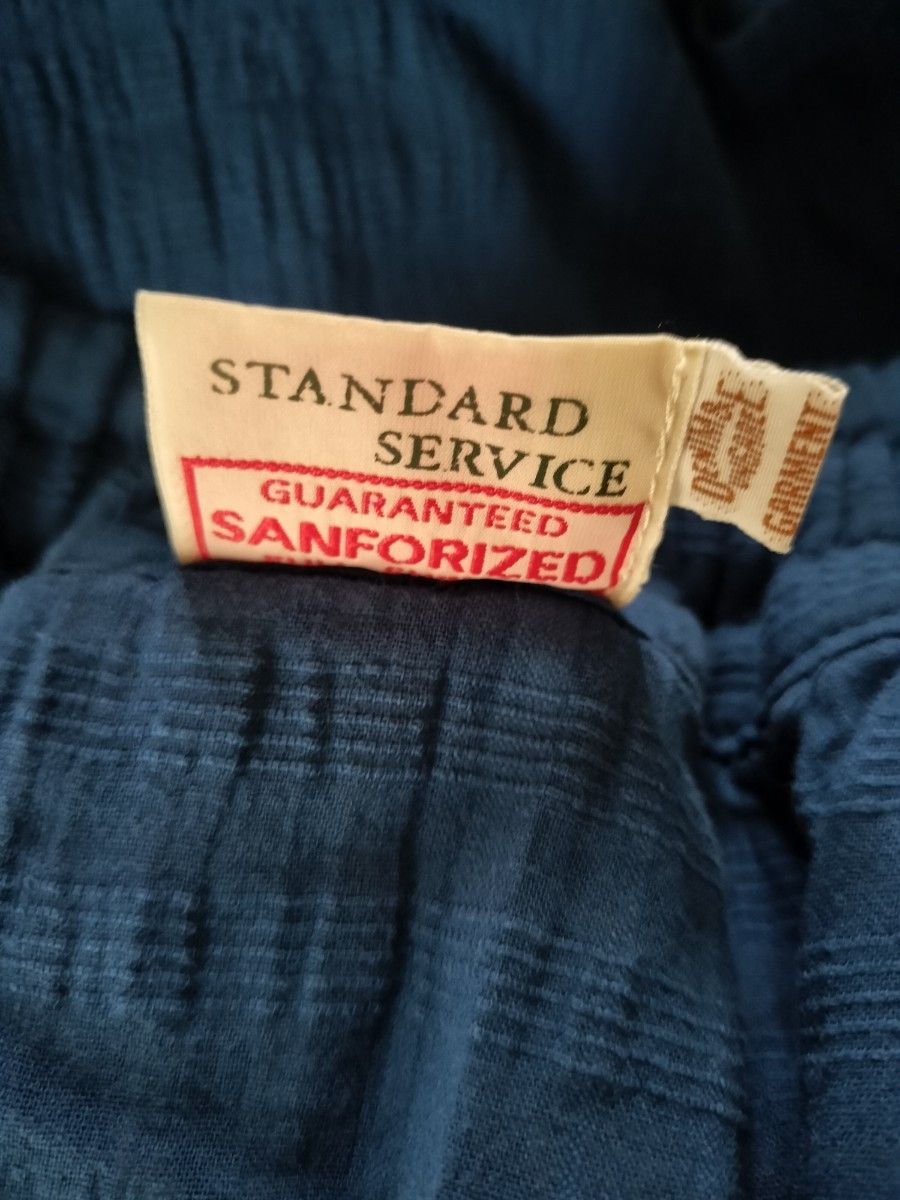 STANDARD
SERVICE
GUARANTEED
SANFORIZED
GARMENT